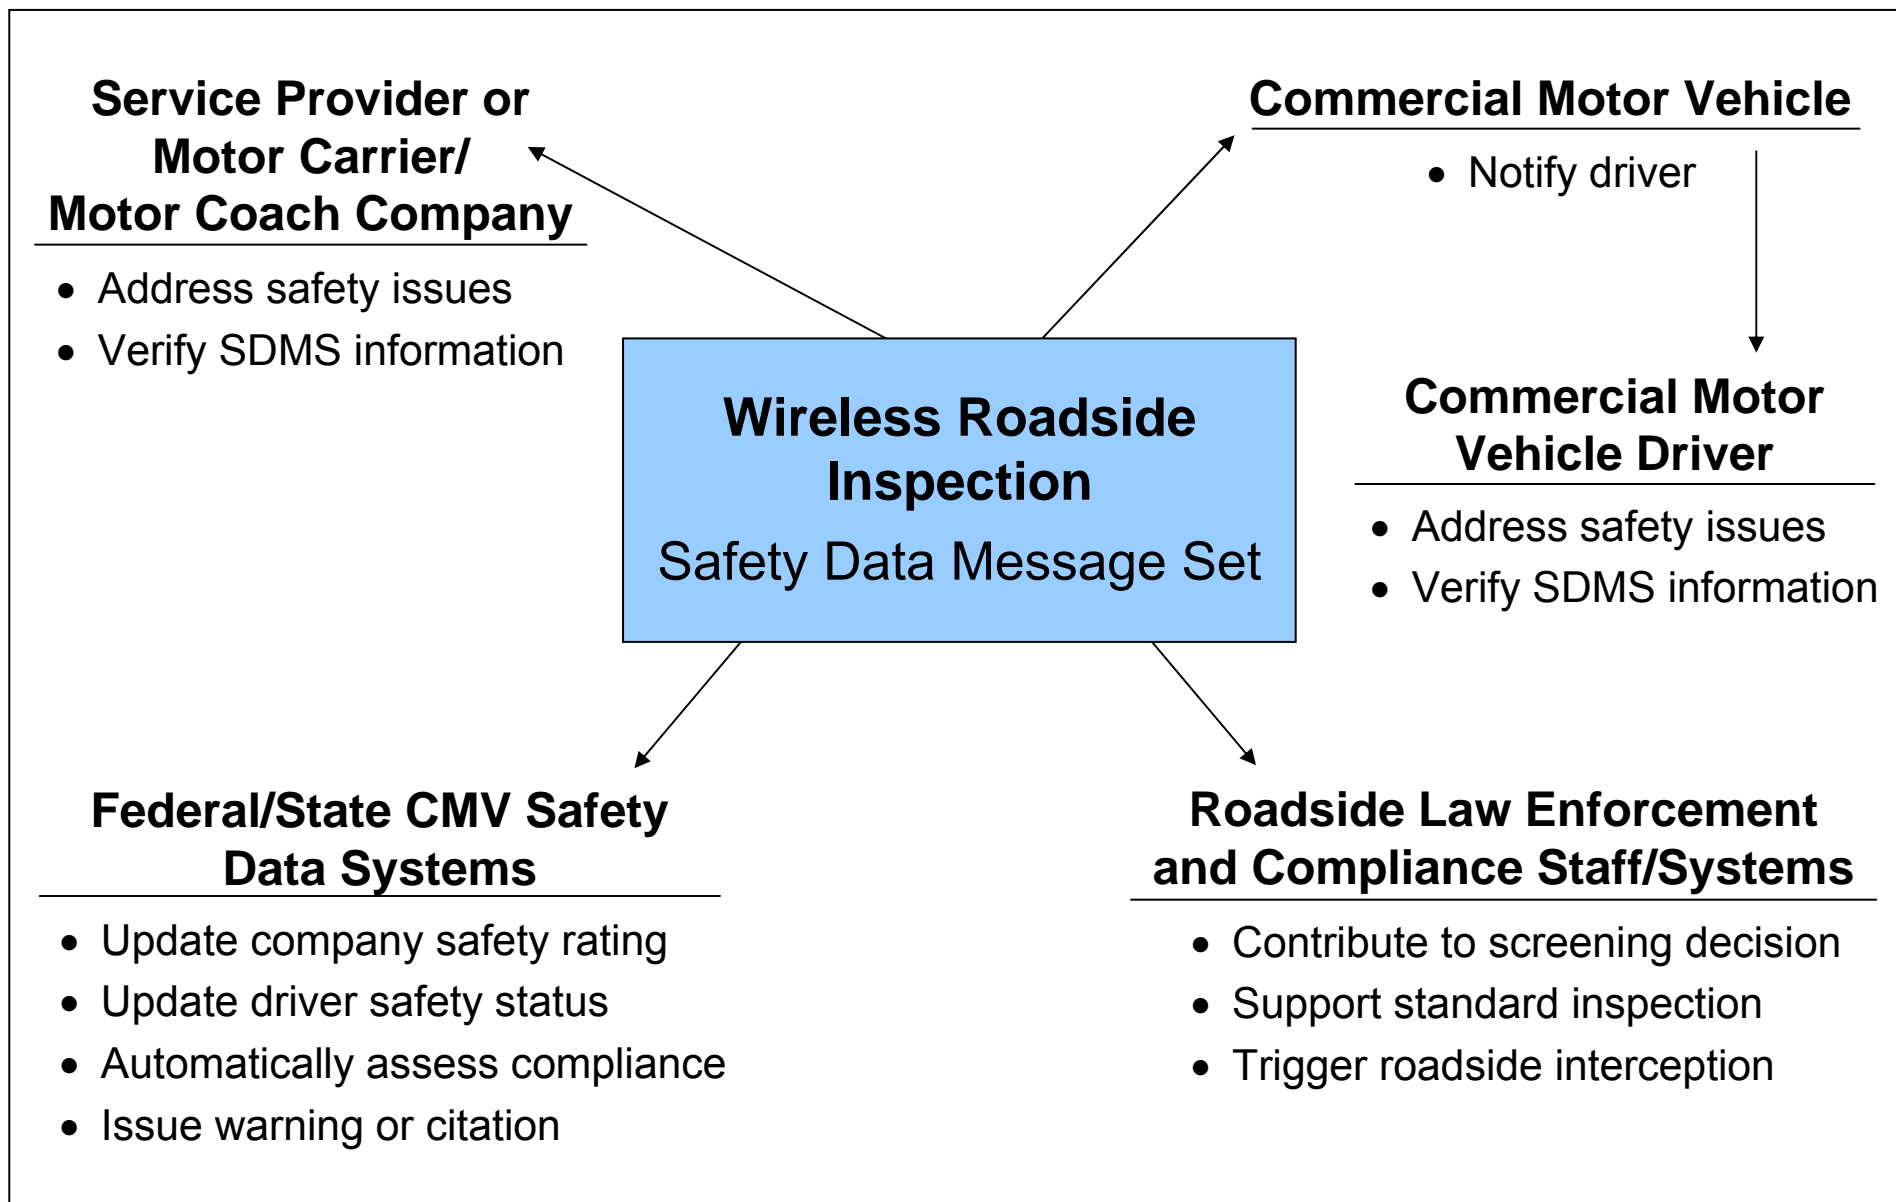 Service Provider or
Motor Carrier/
Motor Coach Company
• Address safety issues
• Verify SDMS information
Commercial Motor Vehicle
• Notify driver
Commercial Motor
Vehicle Driver
• Address safety issues
• Verify SDMS information
Wireless Roadside
Inspection
Safety Data Message Set
Federal/State CMV Safety
Data Systems
• Update company safety rating
• Update driver safety status
• Automatically assess compliance
• Issue warning or citation
Roadside Law Enforcement
and Compliance Staff/Systems
• Contribute to screening decision
• Support standard inspection
• Trigger roadside interception